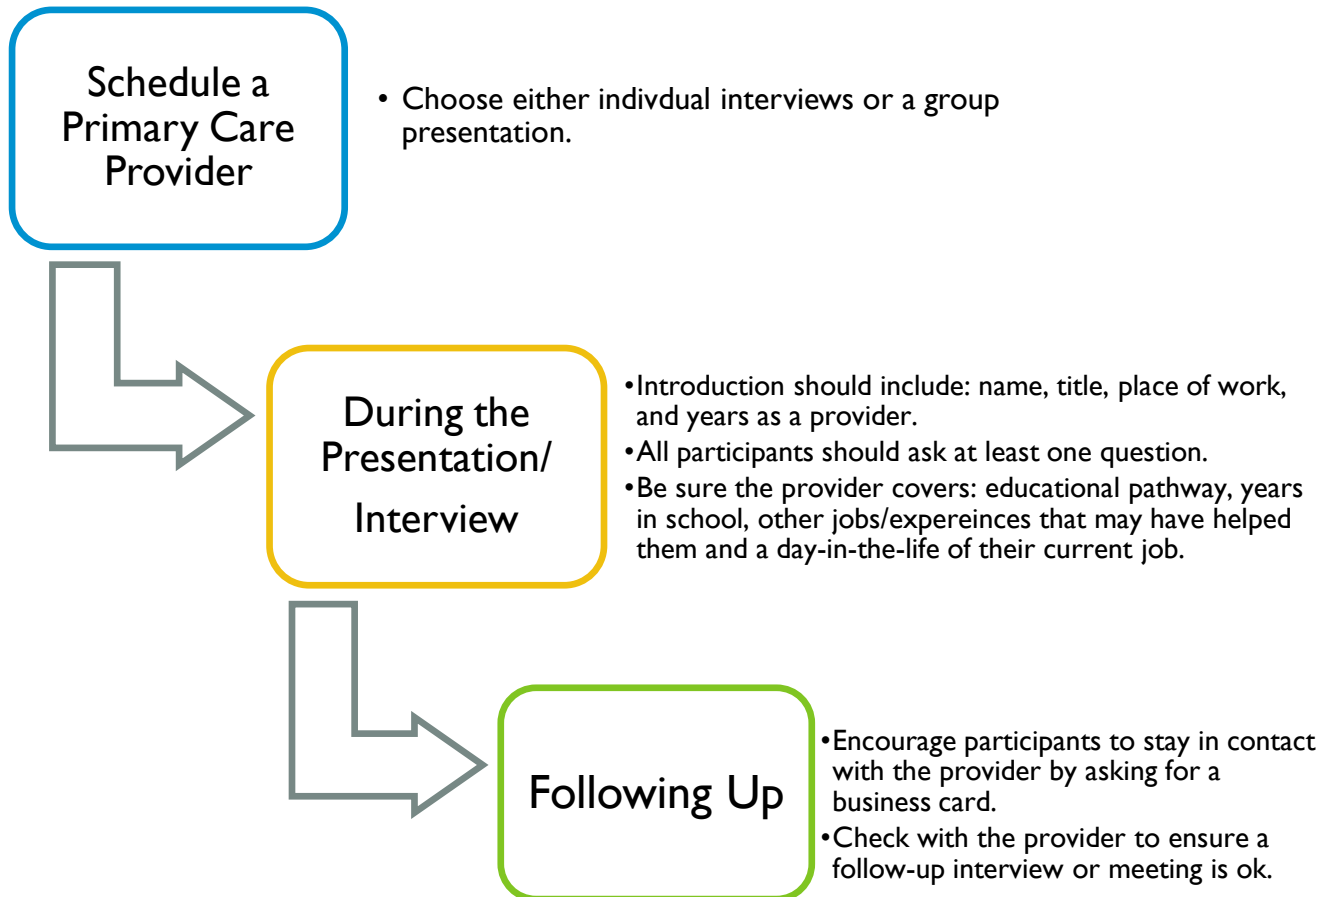 Schedule a
Primary Care
Provider
• Choose either indivdual interviews or a group
presentation.
During the
Presentation/
Interview
•Introduction should include: name, title, place of work,
and years as a provider.
•All participants should ask at least one question.
•Be sure the provider covers: educational pathway, years
in school, other jobs/expereinces that may have helped
them and a day-in-the-life of their current job.
Following Up
•Encourage participants to stay in contact
with the provider by asking for a
business card.
•Check with the provider to ensure a
follow-up interview or meeting is ok.